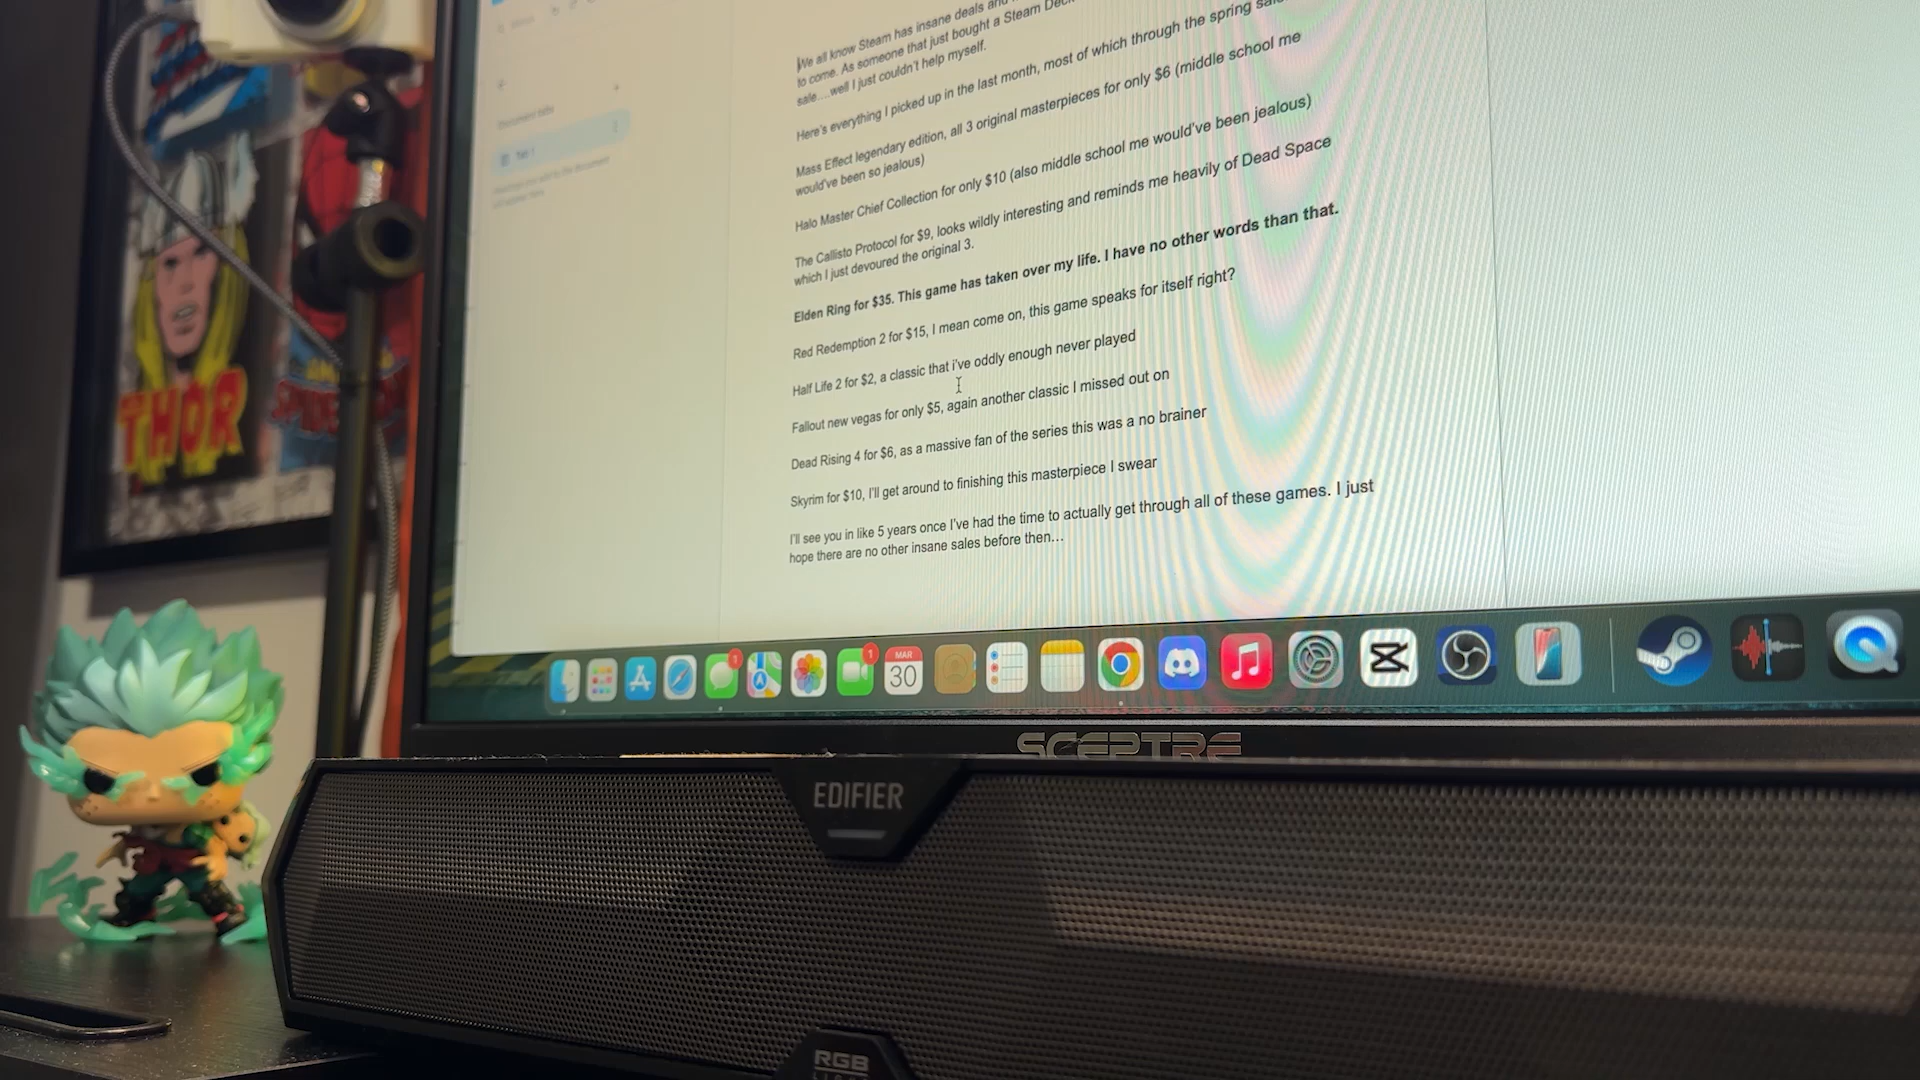 We all know Steam has insane deals and
to come. As someone that just bought a Steam Deck
sale....well I just couldn't help myself.
Here's everything I picked up in the last month, most of which through the spring sale
Mass Effect legendary edition, all 3 original masterpieces for only $6 (middle school me
would've been so jealous)
Halo Master Chief Collection for only $10 (also middle school me would've been jealous)
The Callisto Protocol for $9, looks wildly interesting and reminds me heavily of Dead Space
which I just devoured the original 3.
Elden Ring for $35. This game has taken over my life. I have no other words than that.
Red Redemption 2 for $15, I mean come on, this game speaks for itself right?
Half Life 2 for $2, a classic that i've oddly enough never played
Fallout new vegas for only $5, again another classic I missed out on
Dead Rising 4 for $6, as a massive fan of the series this was a no brainer
Skyrim for $10, I'll get around to finishing this masterpiece I swear
I'll see you in like 5 years once I've had the time to actually get through all of these games. I just
hope there are no other insane sales before then...
Document tabs
Tab 1
THOR
1
1
MAR
30
SCEPTRE
EDIFIER
RGB